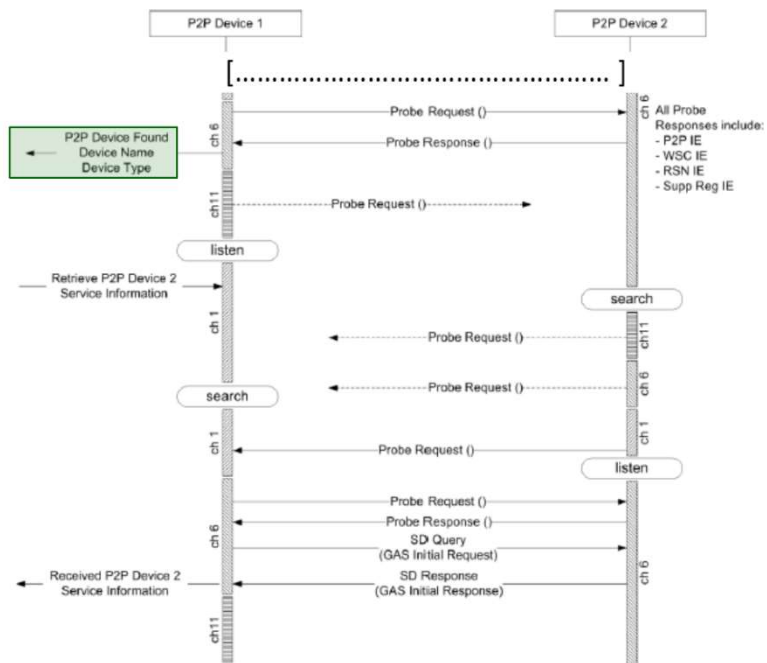 P2P Device 1
P2P Device 2
[...............................................]
ch 6
Probe Request ()
All Probe
Responses include:
- P2P IE
- WSC IE
- RSN IE
- Supp Reg IE
ch 6
Probe Response ()
P2P Device Found
Device Name
Device Type
ch11
Probe Request ()
listen
Retrieve P2P Device 2
Service Information
search
ch 1
ch11
Probe Request ()
ch 6
Probe Request ()
search
ch 1
ch 1
Probe Request ()
listen
Probe Request ()
ch 6
Probe Response ()
SD Query
(GAS Initial Request)
ch 6
Received P2P Device 2
Service Information
SD Response
(GAS Initial Response)
ch11